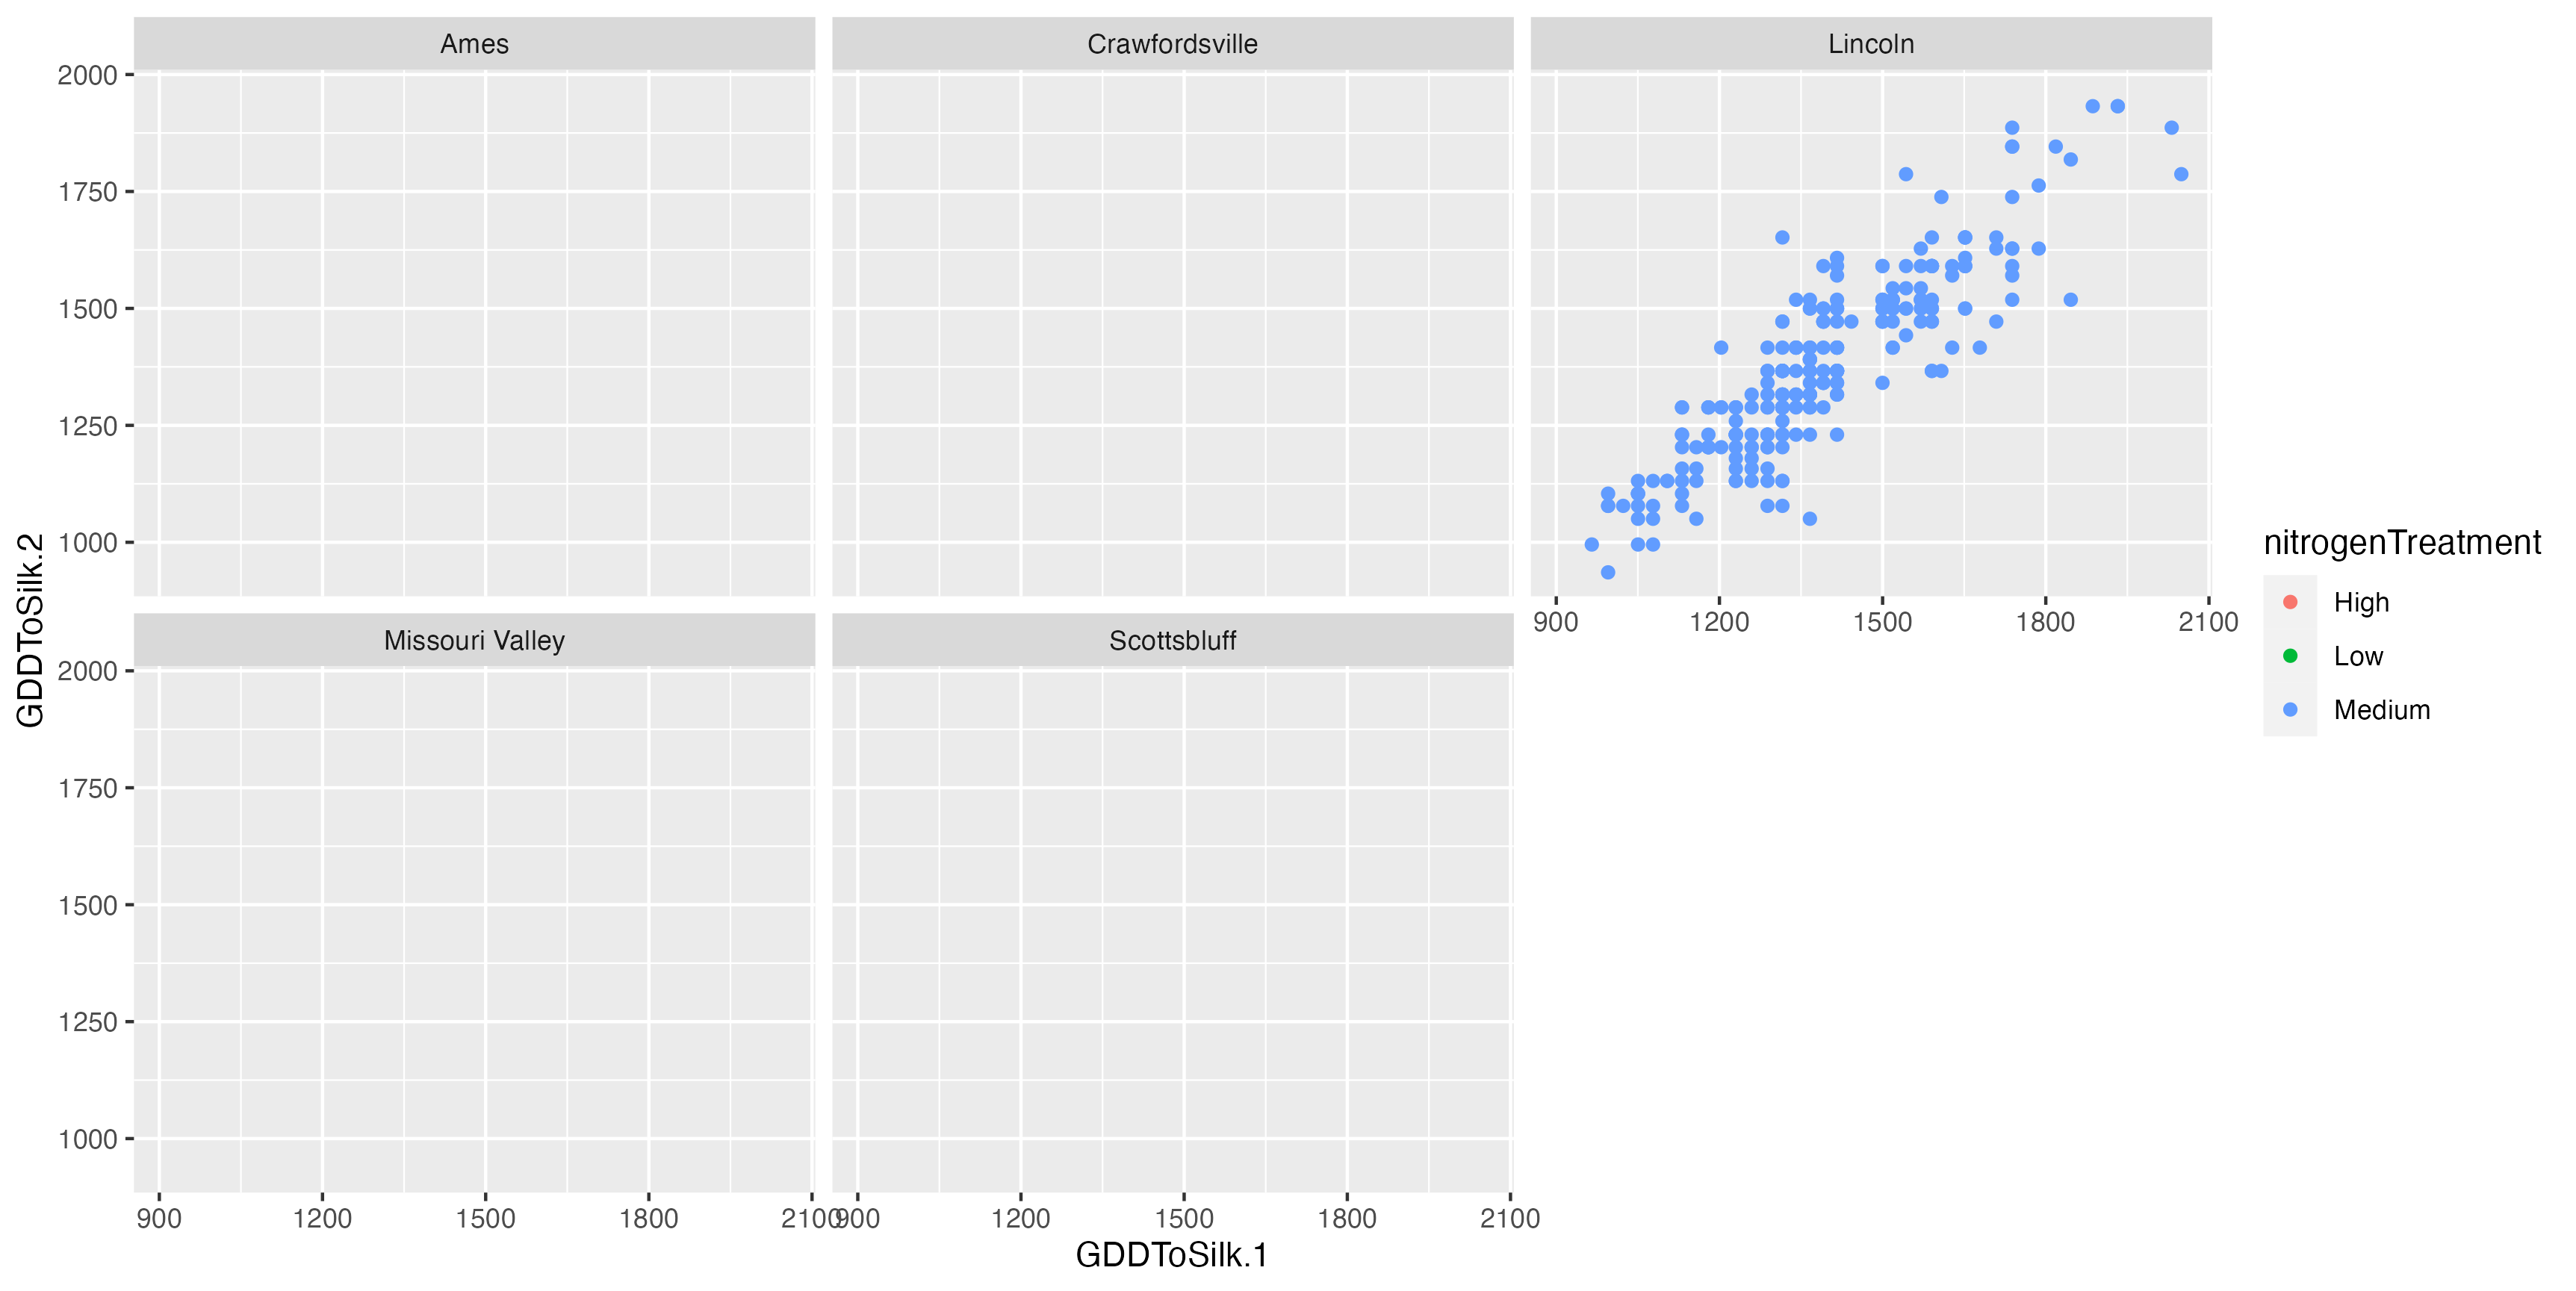 Ames
Crawfordsville
Lincoln
2000
1750
1500
1250
1000
900 1200 1500 1800 2100
Missouri Valley
Scottsbluff
2000
1750
1500
1250
1000
900 1200 1500 1800 2100
900 1200 1500 1800 2100
GDDToSilk.1
GDDToSilk.2
nitrogenTreatment
High
Low
Medium